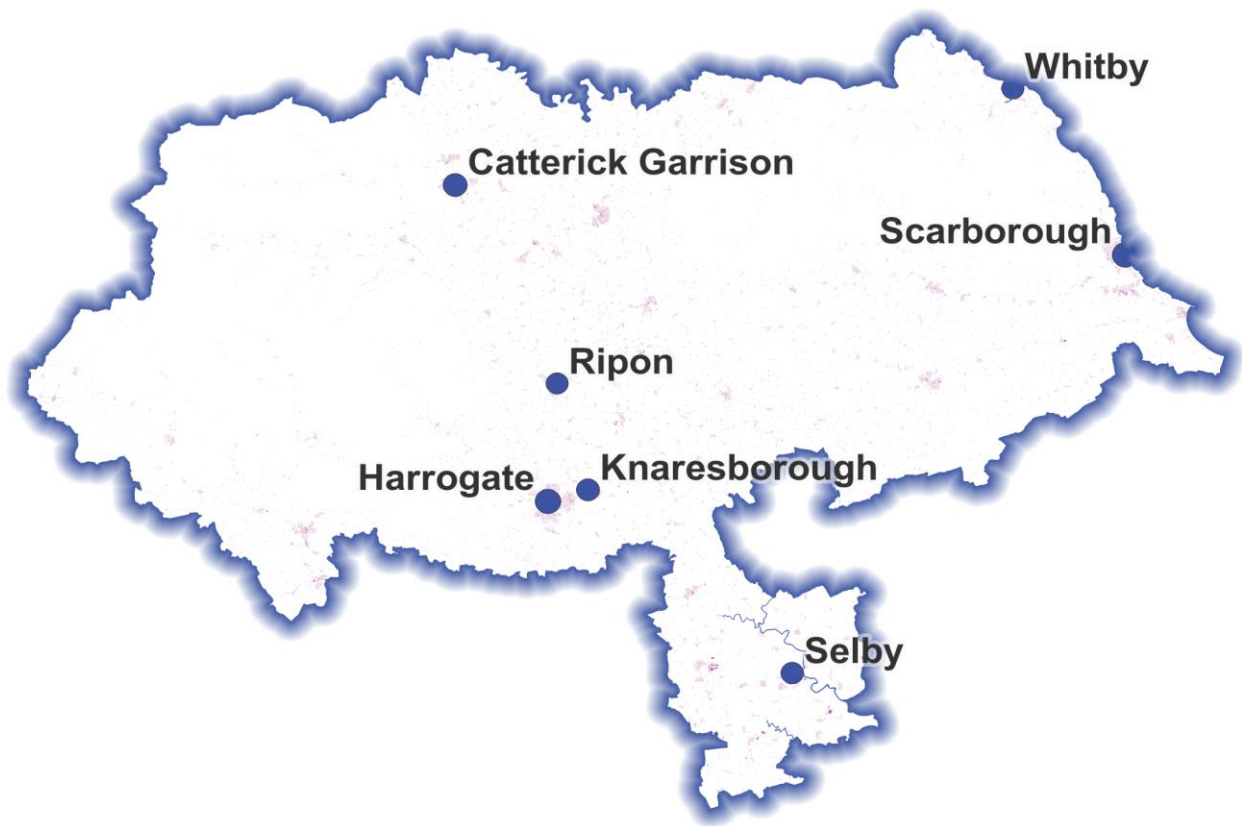 Whitby
Catterick Garrison
Scarborough
Ripon
Knaresborough
Harrogate
Selby